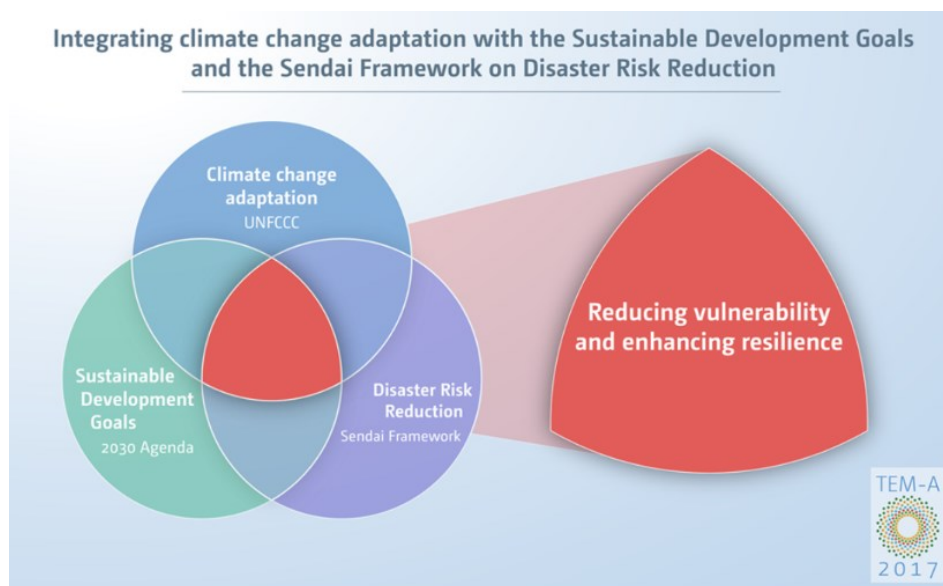 Integrating climate change adaptation with the Sustainable Development Goals
and the Sendai Framework on Disaster Risk Reduction
Climate change
adaptation
UNFCCC
Sustainable
Development
Goals
2030 Agenda
Disaster Risk
Reduction
Sendai Framework
Reducing vulnerability
and enhancing resilience
TEM-A
2017